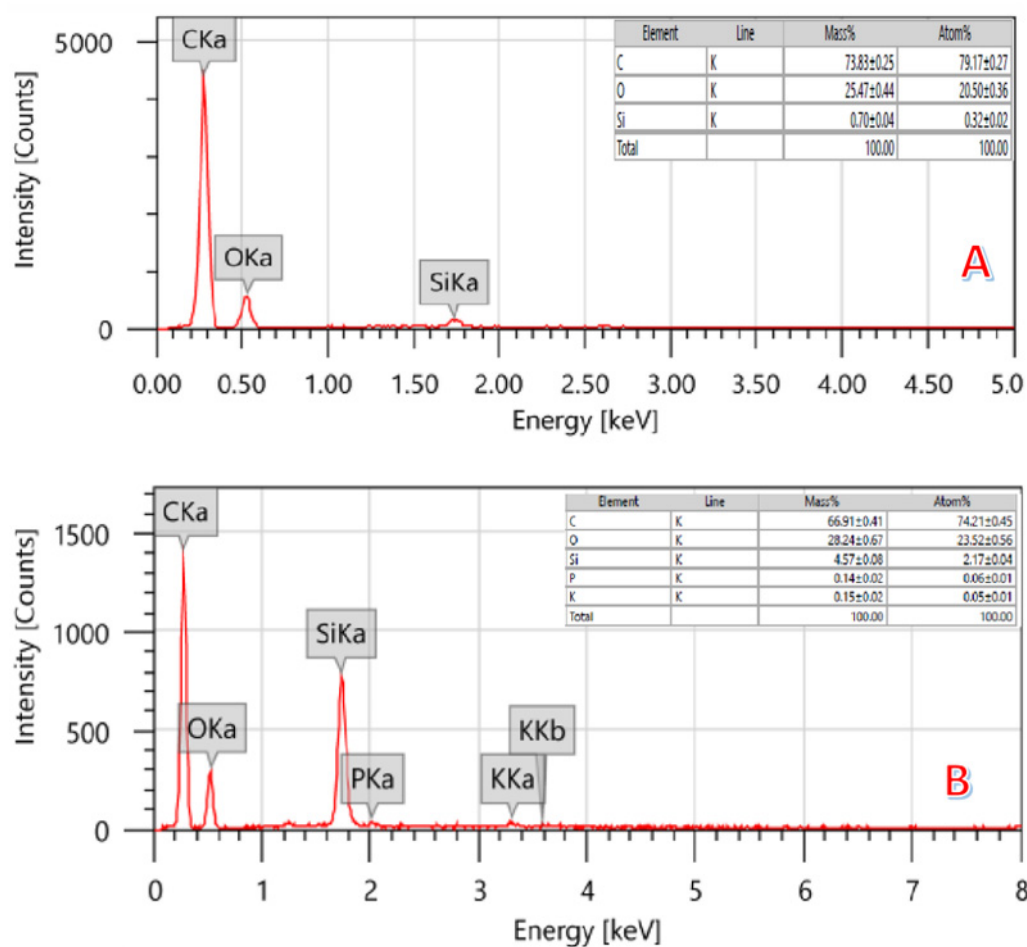 Element Line Mass% Atom%
C K 73.83±0.25 79.17±0.27
O K 25.47±0.44 20.50±0.36
Si K 0.70±0.04 0.32±0.02
Total 100.00 100.00
5000
0
Intensity [Counts]
CKa
OKa
SiKa
A
0.00 0.50 1.00 1.50 2.00 2.50 3.00 3.50 4.00 4.50 5.0
Energy [keV]
Element Line Mass% Atom%
C K 66.91±0.41 74.21±0.45
O K 28.24±0.67 23.52±0.56
Si K 4.57±0.08 2.17±0.04
P K 0.14±0.02 0.06±0.01
K K 0.15±0.02 0.05±0.01
Total 100.00 100.00
1500
1000
500
0
Intensity [Counts]
CKa
OKa
SiKa
PKa
KKa
KKb
B
0 1 2 3 4 5 6 7 8
Energy [keV]